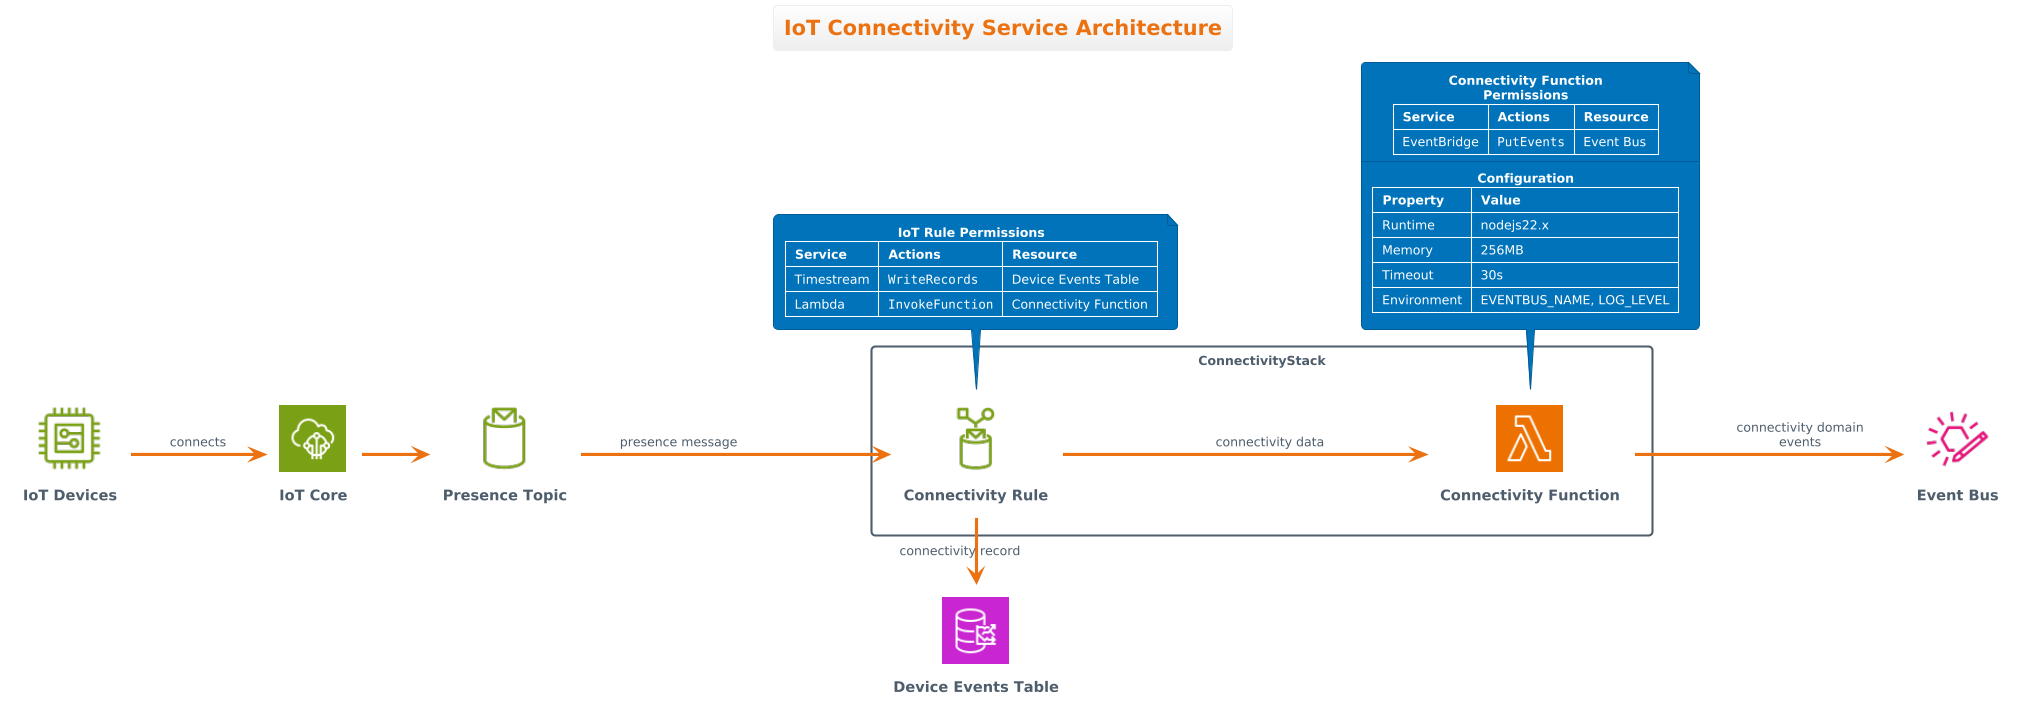 IoT Connectivity Service Architecture
Connectivity Function
Permissions
Service Actions Resource
EventBridge PutEvents Event Bus
Configuration
Property Value
Runtime nodejs22.x
Memory 256MB
Timeout 30s
Environment EVENTBUS_NAME, LOG_LEVEL
IoT Rule Permissions
Service Actions Resource
Timestream WriteRecords Device Events Table
Lambda InvokeFunction Connectivity Function
ConnectivityStack
connects
presence message
connectivity data
connectivity domain
events
IoT Devices
IoT Core
Presence Topic
Connectivity Rule
Connectivity Function
Event Bus
connectivity record
Device Events Table